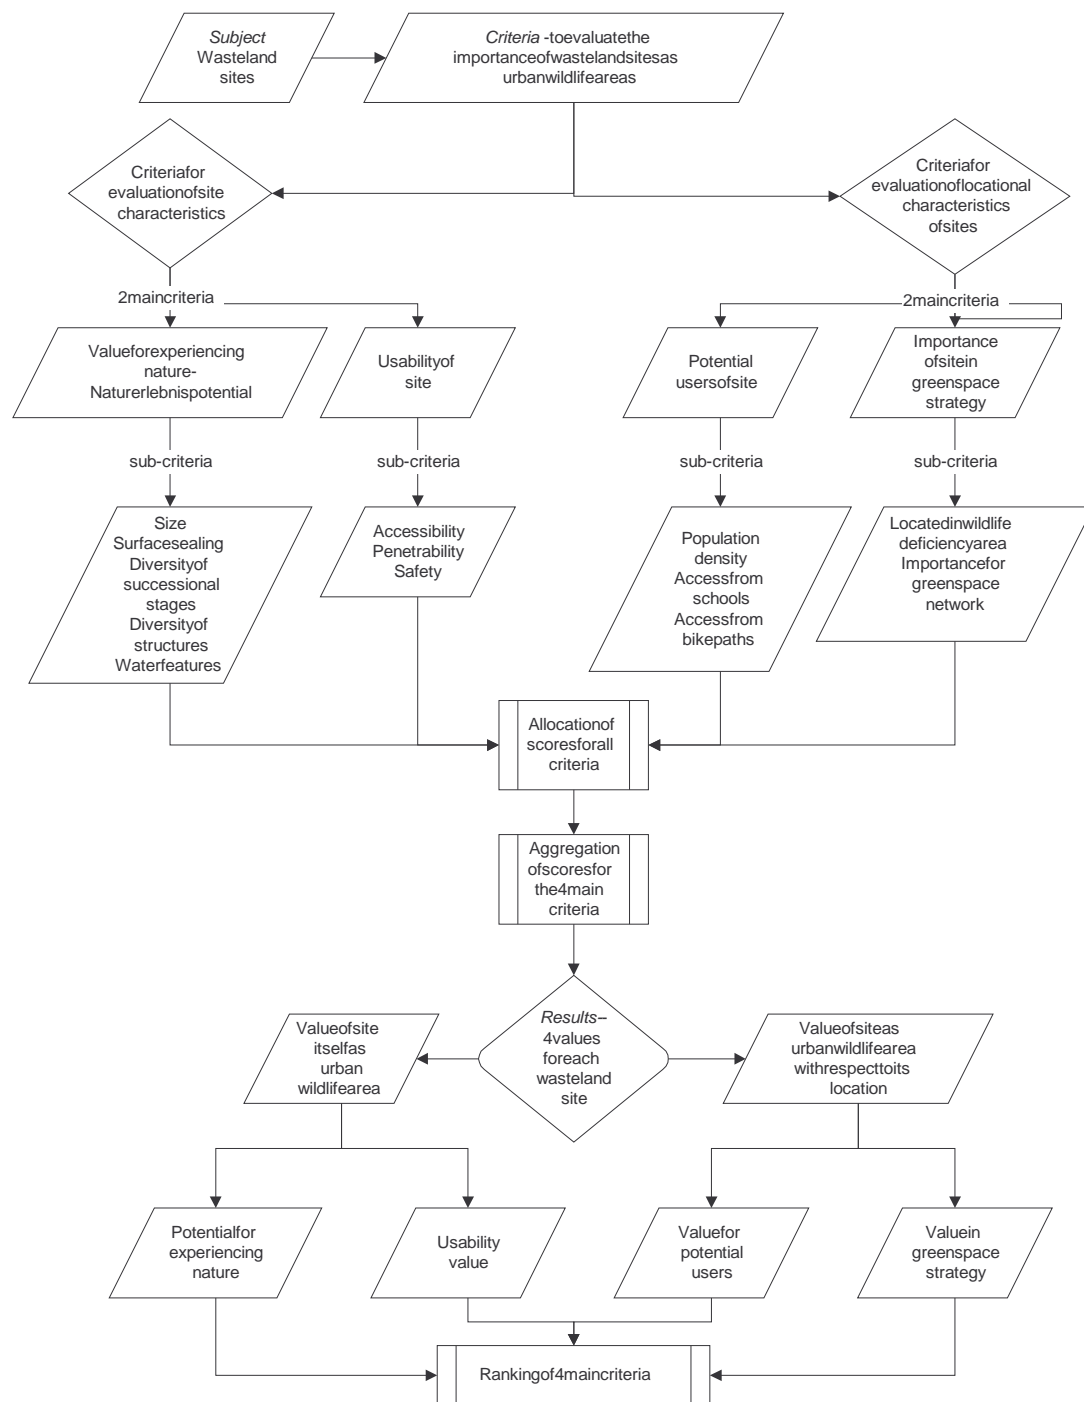 Subject
Wasteland
sites
Criteria -toevaluatethe
importanceofwastelandsitesas
urbanwildlifeareas
Criteriafor
evaluationofsite
characteristics
Criteriafor
evaluationoflocational
characteristics
ofsites
2maincriteria
2maincriteria
Valueforexperiencing
nature-
Naturerlebnispotential
Usabilityof
site
Potential
usersofsite
Importance
ofsitein
greenspace
strategy
sub-criteria
sub-criteria
sub-criteria
sub-criteria
Size
Surfacesealing
Diversityof
successional
stages
Diversityof
structures
Waterfeatures
Accessibility
Penetrability
Safety
Population
density
Accessfrom
schools
Accessfrom
bikepaths
Locatedinwildlife
deficiencyarea
Importancefor
greenspace
network
Allocationof
scoresforall
criteria
Aggregation
ofscoresfor
the4main
criteria
Results–
4values
foreach
wasteland
site
Valueofsite
itselfas
urban
wildlifearea
Valueofsiteas
urbanwildlifearea
withrespecttoits
location
Potentialfor
experiencing
nature
Usability
value
Valuefor
potential
users
Valuein
greenspace
strategy
Rankingof4maincriteria